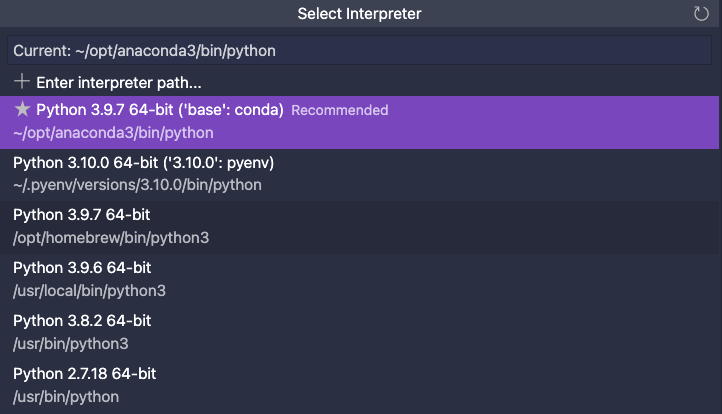 Select Interpreter
Current: ~/opt/anaconda3/bin/python
+ Enter interpreter path...
★ Python 3.9.7 64-bit ('base': conda) Recommended
~/opt/anaconda3/bin/python
Python 3.10.0 64-bit ('3.10.0': pyenv)
~/.pyenv/versions/3.10.0/bin/python
Python 3.9.7 64-bit
/opt/homebrew/bin/python3
Python 3.9.6 64-bit
/usr/local/bin/python3
Python 3.8.2 64-bit
/usr/bin/python3
Python 2.7.18 64-bit
/usr/bin/python